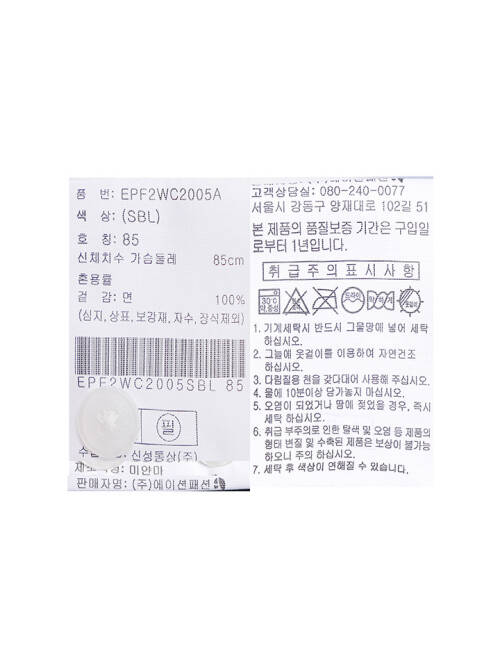 품 번: EPF2WC2005A
색 상: (SBL)
호 칭: 85
신체치수 가슴둘레 85cm
혼용률
겉 감: 면 100%
(심지, 상표, 보강재, 자수, 장식제외)
EPF2WC2005SBL 85
필
신성통상(주)
미얀마
판매자명: (주)에이션패션
고객상담실: 080-240-0077
서울시 강동구 양재대로 102길 51
본 제품의 품질보증 기간은 구입일
로부터 1년입니다.
취급주의표시사항
30℃
약중성
드라이
약하게
1. 기계세탁시 반드시 그물망에 넣어 세탁
하십시오.
2. 그늘에 옷걸이를 이용하여 자연건조
하십시오.
3. 다림질용 천을 갖다대어 사용해 주십시오.
4. 물에 10분이상 담가놓지 마십시오.
5. 오염이 되었거나 땀에 젖었을 경우, 즉시
세탁 하십시오.
6. 취급 부주의로 인한 탈색 및 오염 등 제품의
형태 변질 및 수축된 제품은 보상이 불가능
하오니 주의 하십시오.
7. 세탁 후 색상이 연해질 수 있습니다.